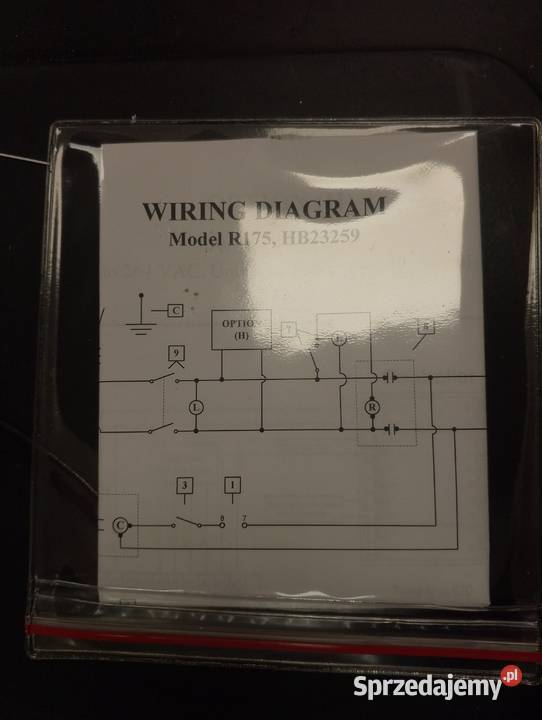 WIRING DIAGRAM
Model R175, HB23259
C
OPTION
(H)
7
L
8
9
L
R
3
1
C
8
7
Sprzedajemy.pl